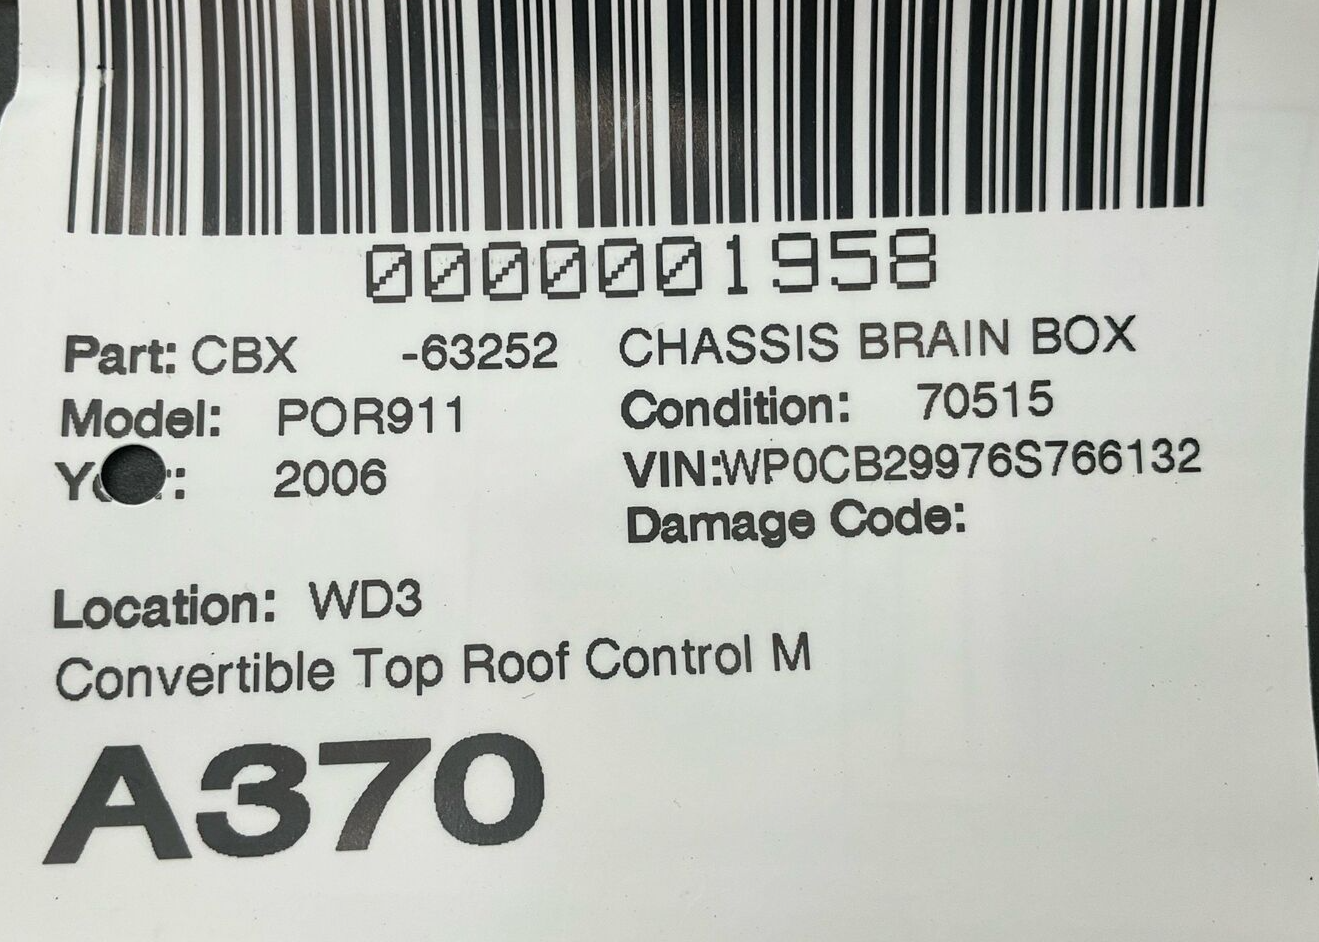 0000001958
Part: CBX -63252 CHASSIS BRAIN BOX
Model: POR911 Condition: 70515
2006 VIN:WP0CB29976S766132
Damage Code:
Location: WD3
Convertible Top Roof Control M
A370